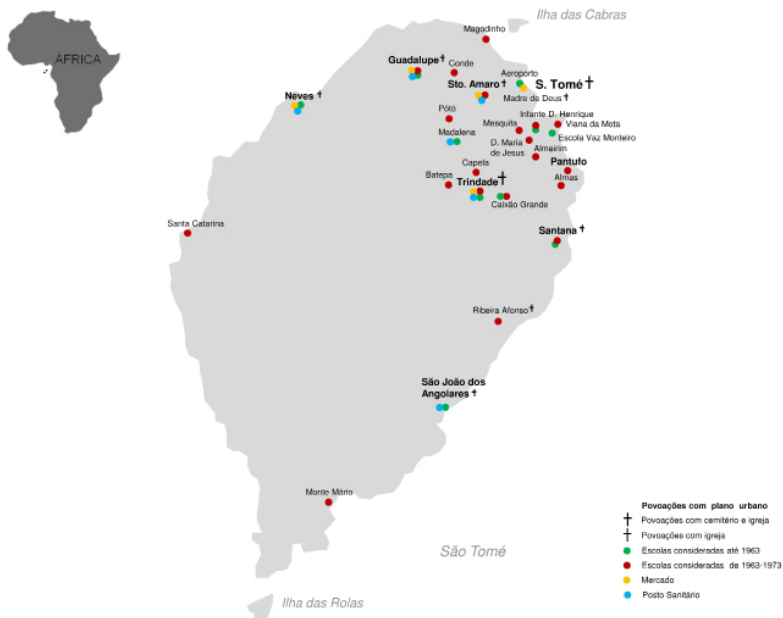 Ilha das Cabras
Magodinho
ÁFRICA
Guadalupe
Conde
Aeroporto
Sto. Amaro
S. Tomé
Neves
Madre de Deus
Infante D. Henrique
Pótó
Mesquita
Viana da Mota
Madalena
Escola Vaz Monteiro
D. Maria
de Jesus
Almeirim
Capela
Pantufo
Batepa
Trindade
Almas
Caixão Grande
Santa Catarina
Santana
Ribeira Afonso
São João dos
Angolares
Monte Mário
Povoações com plano urbano
Povoações com cemitério e igreja
Povoações com igreja
São Tomé
Escolas consideradas até 1963
Escolas consideradas de 1963-1973
Mercado
Posto Sanitário
Ilha das Rolas